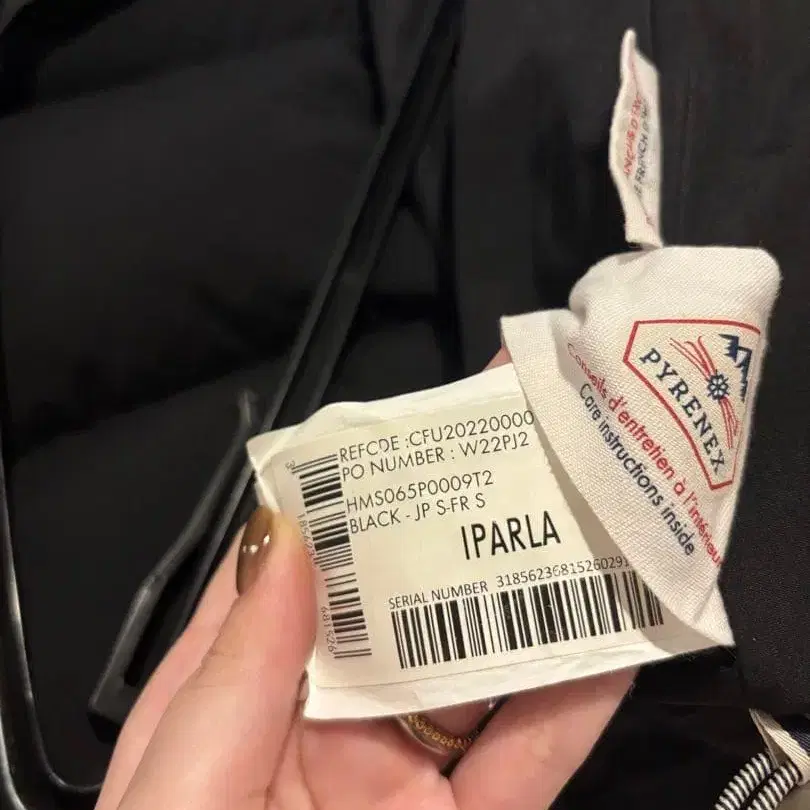 REFCDE :CFU20220000
PO NUMBER : W22PJ2
HMS065P0009T2
BLACK - JP S-FR S
IPARLA
SERIAL NUMBER 3185623681526029
PYRENEX
Conseils d'entretien à l'intérieur
Care instructions inside